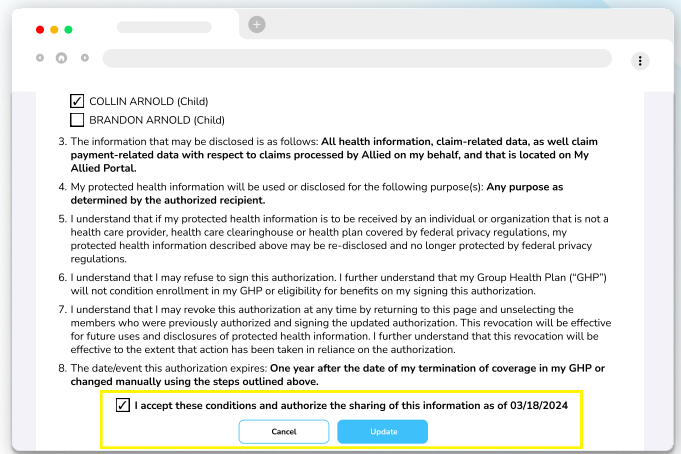 COLLIN ARNOLD (Child)
BRANDON ARNOLD (Child)
3. The information that may be disclosed is as follows: All health information, claim-related data, as well claim
payment-related data with respect to claims processed by Allied on my behalf, and that is located on My
Allied Portal.
4. My protected health information will be used or disclosed for the following purpose(s): Any purpose as
determined by the authorized recipient.
5. I understand that if my protected health information is to be received by an individual or organization that is not a
health care provider, health care clearinghouse or health plan covered by federal privacy regulations, my
protected health information described above may be re-disclosed and no longer protected by federal privacy
regulations.
6. I understand that I may refuse to sign this authorization. I further understand that my Group Health Plan (“GHP”)
will not condition enrollment in my GHP or eligibility for benefits on my signing this authorization.
7. I understand that I may revoke this authorization at any time by returning to this page and unselecting the
members who were previously authorized and signing the updated authorization. This revocation will be effective
for future uses and disclosures of protected health information. I further understand that this revocation will be
effective to the extent that action has been taken in reliance on the authorization.
8. The date/event this authorization expires: One year after the date of my termination of coverage in my GHP or
changed manually using the steps outlined above.
I accept these conditions and authorize the sharing of this information as of 03/18/2024
Cancel
Update